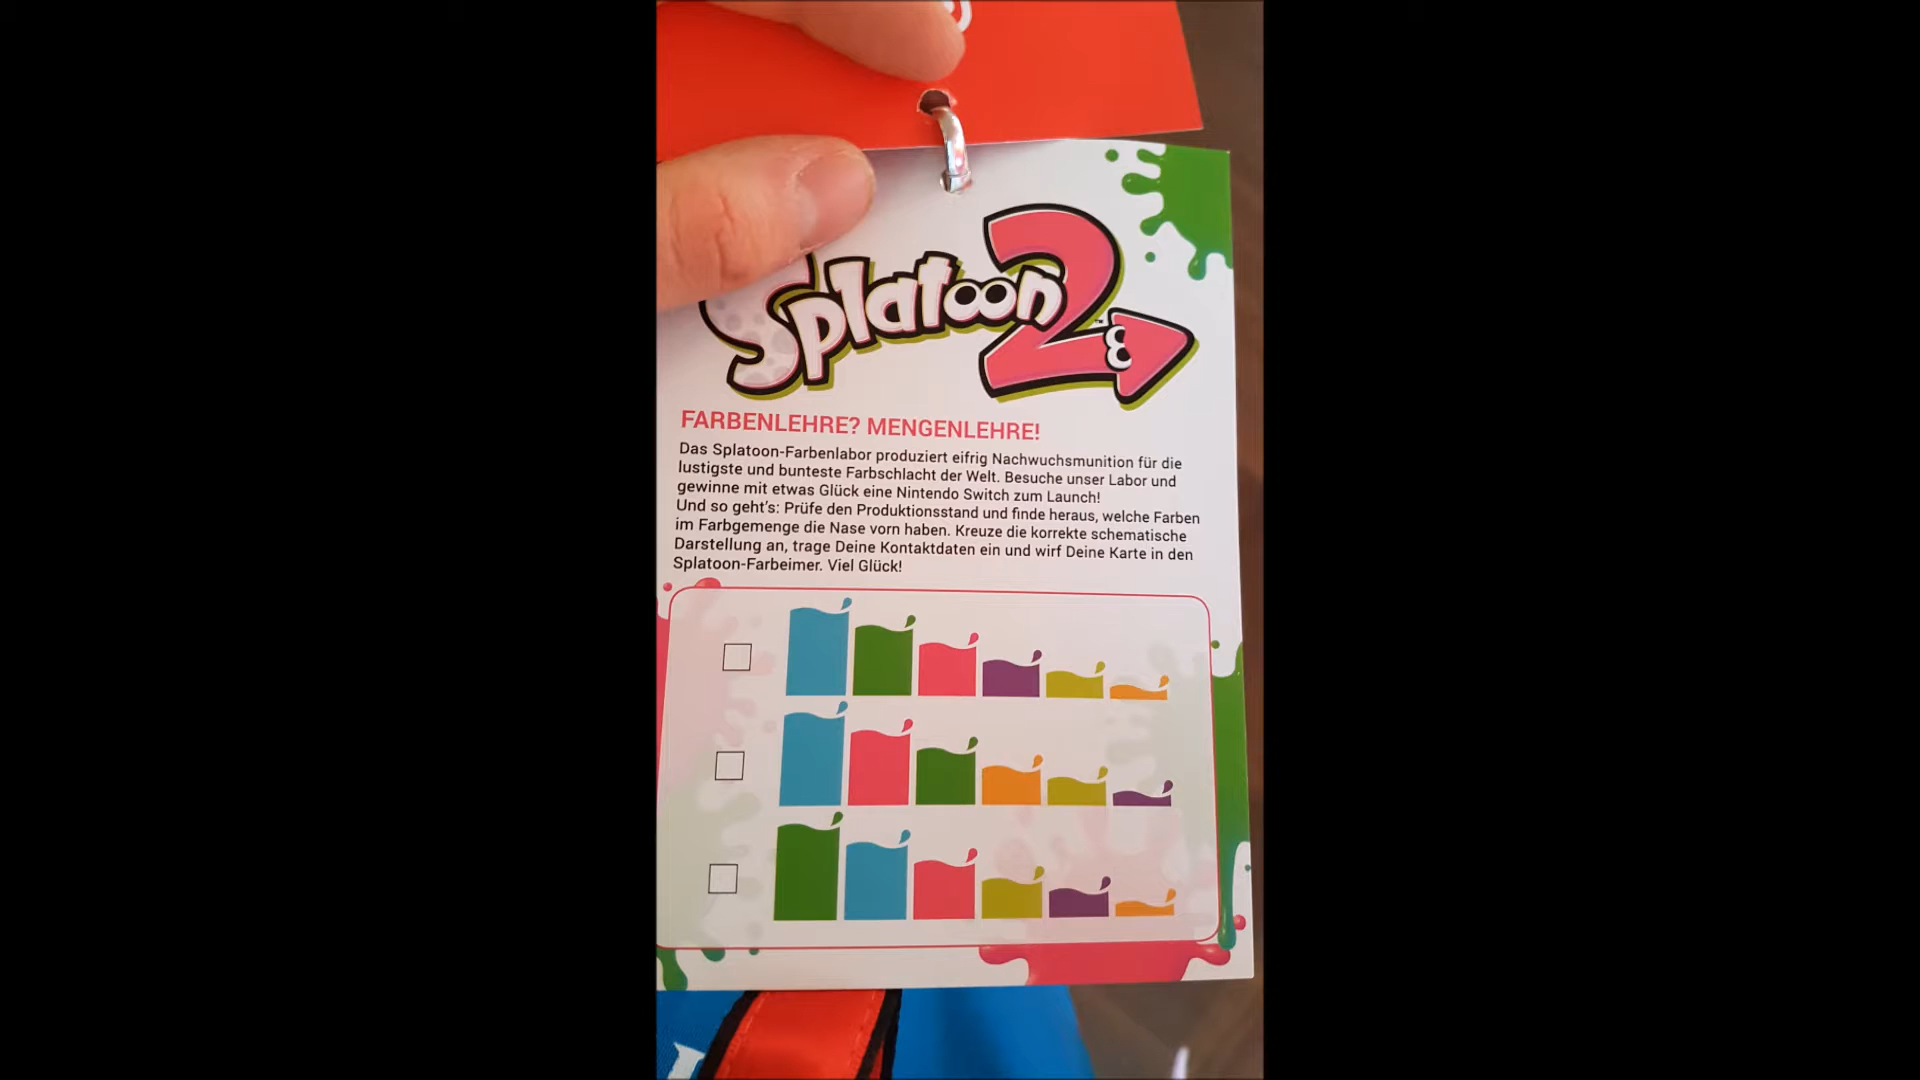 Splatoon2™
FARBENLEHRE? MENGENLEHRE!
Das Splatoon-Farbenlabor produziert eifrig Nachwuchsmunition für die
lustigste und bunteste Farbschlacht der Welt. Besuche unser Labor und
gewinne mit etwas Glück eine Nintendo Switch zum Launch!
Und so geht's: Prüfe den Produktionsstand und finde heraus, welche Farben
im Farbgemenge die Nase vorn haben. Kreuze die korrekte schematische
Darstellung an, trage Deine Kontaktdaten ein und wirf Deine Karte in den
Splatoon-Farbeimer. Viel Glück!